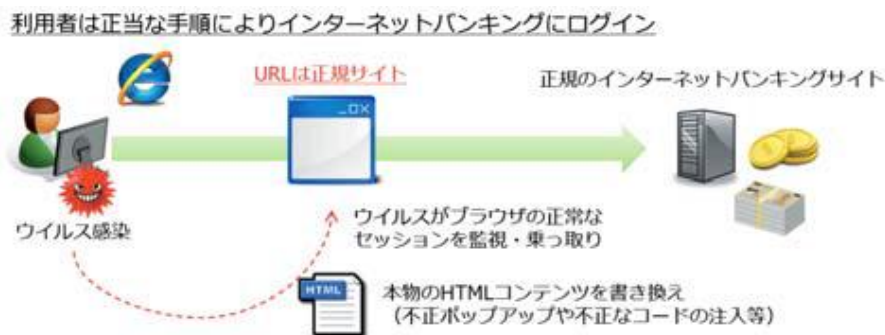 利用者は正当な手順によりインターネットバンキングにログイン
URLは正規サイト
正規のインターネットバンキングサイト
ウイルス感染
ウイルスがブラウザの正常な
セッションを監視・乗っ取り
HTML
本物のHTMLコンテンツを書き換え
（不正ポップアップや不正なコードの注入等）